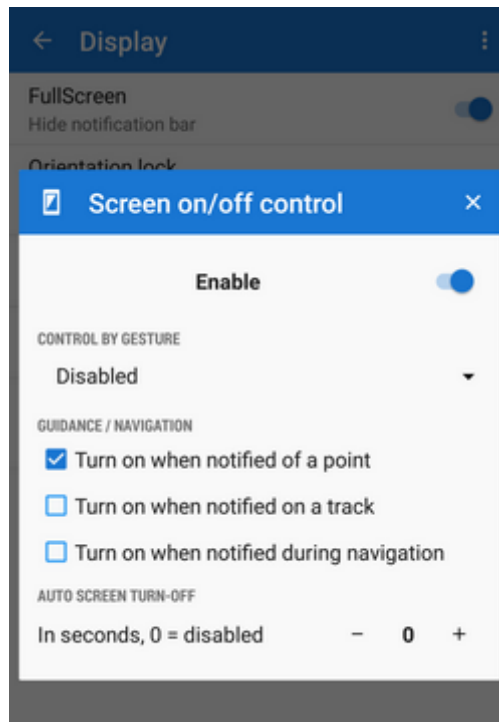 Display
FullScreen
Hide notification bar
Orientation lock
Screen on/off control
Enable
CONTROL BY GESTURE
Disabled
GUIDANCE / NAVIGATION
Turn on when notified of a point
Turn on when notified on a track
Turn on when notified during navigation
AUTO SCREEN TURN-OFF
In seconds, 0 = disabled - 0 +